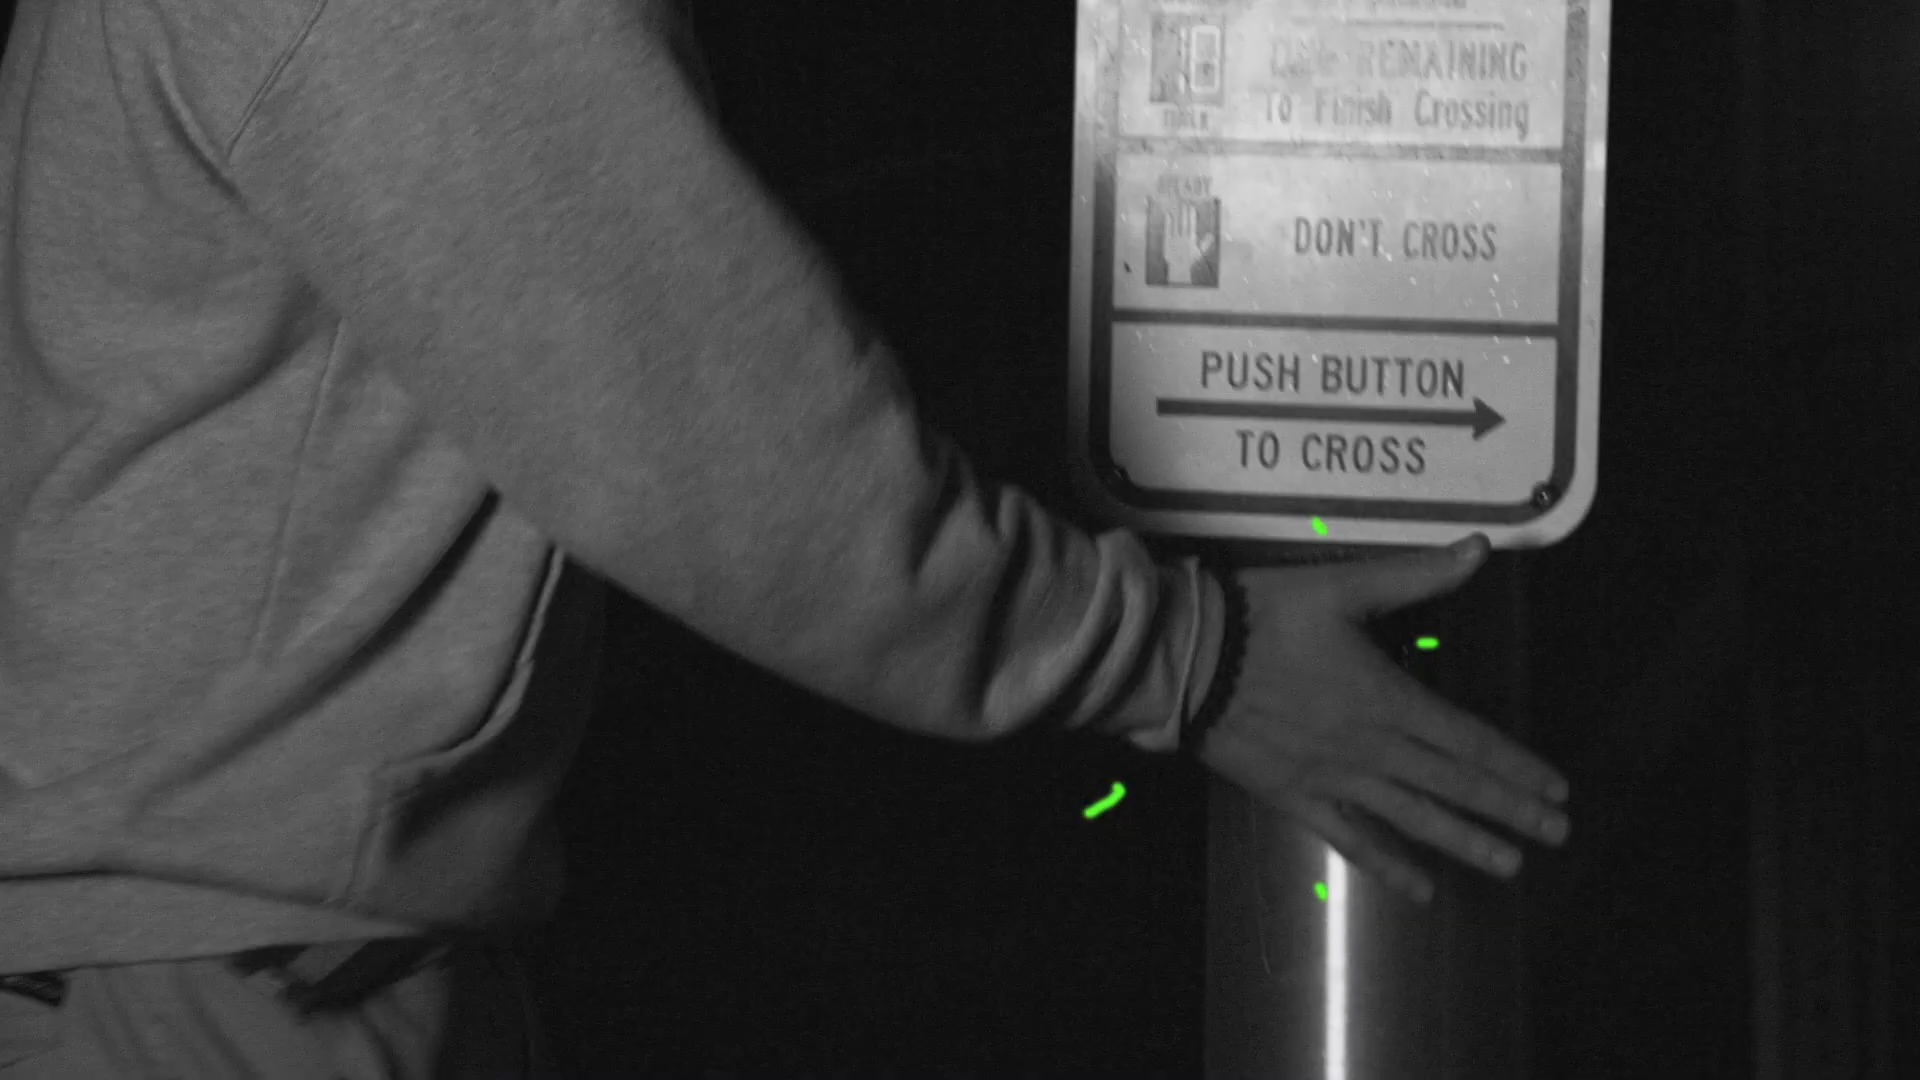 REMAINING
To Finish Crossing
DON'T CROSS
PUSH BUTTON
TO CROSS